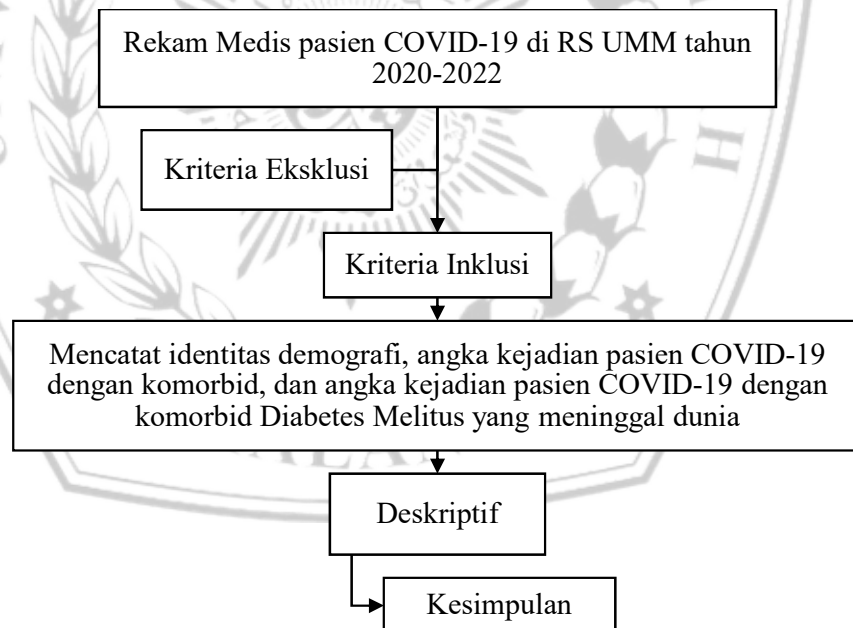 Rekam Medis pasien COVID-19 di RS UMM tahun
2020-2022
Kriteria Eksklusi
Kriteria Inklusi
Mencatat identitas demografi, angka kejadian pasien COVID-19
dengan komorbid, dan angka kejadian pasien COVID-19 dengan
komorbid Diabetes Melitus yang meninggal dunia
Deskriptif
Kesimpulan